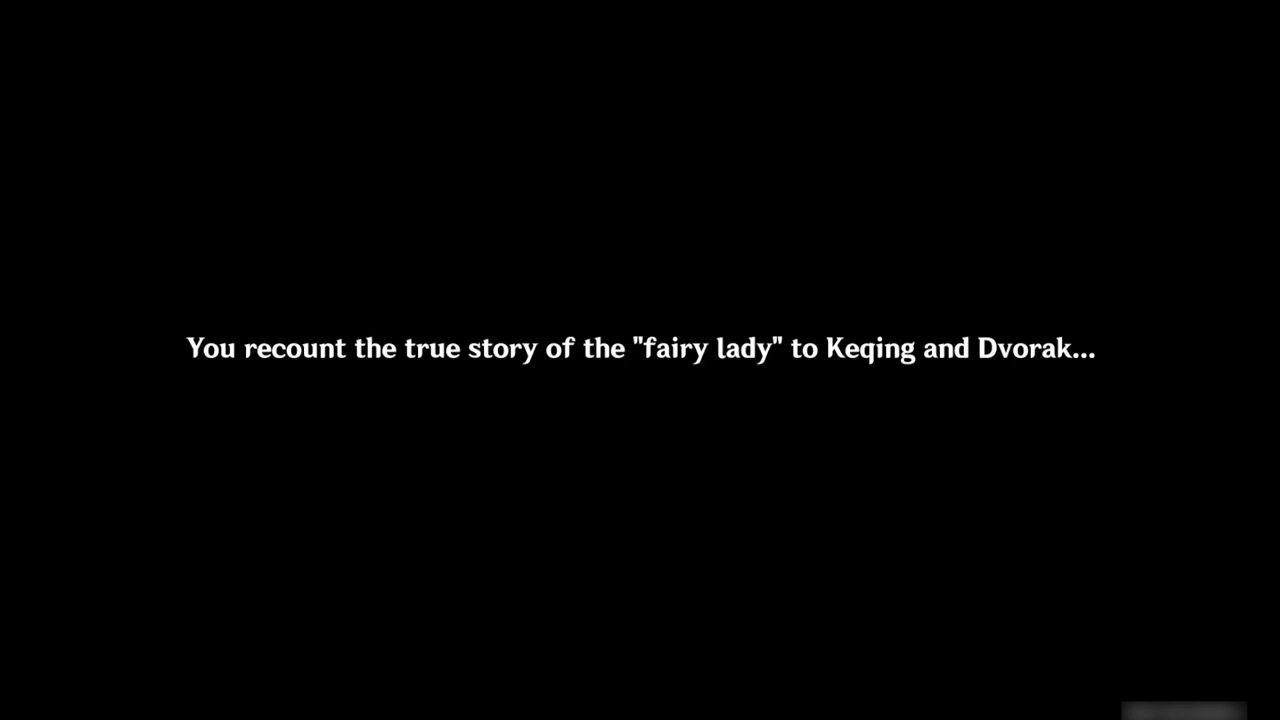 You recount the true story of the "fairy lady" to Keqing and Dvorak...